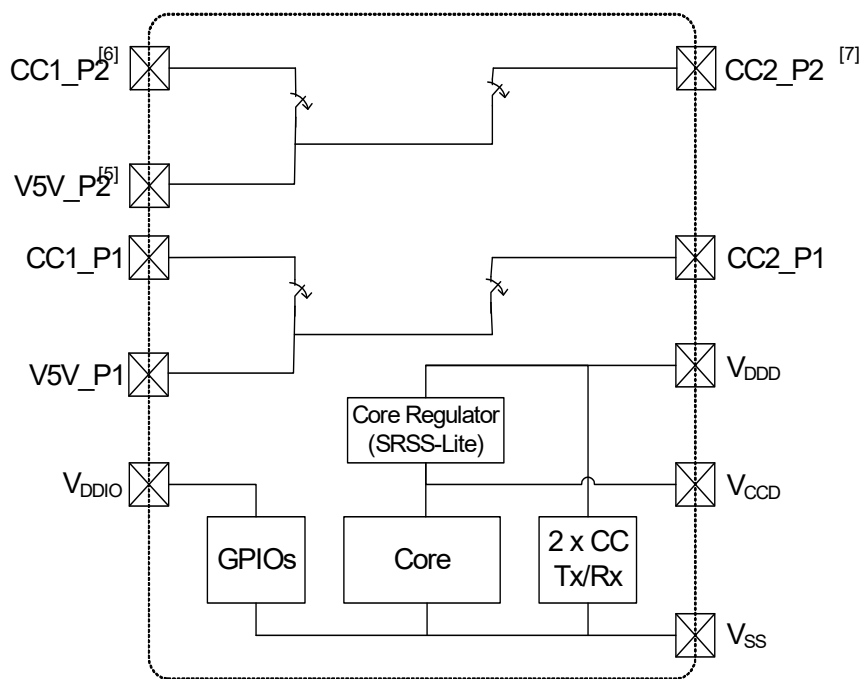 CC1_P2[6]
CC2_P2 [7]
V5V_P2[5]
CC1_P1
CC2_P1
V5V_P1
VDDD
Core Regulator
(SRSS-Lite)
VDDIO
VCCD
GPIOs
Core
2 x CC
Tx/Rx
VSS